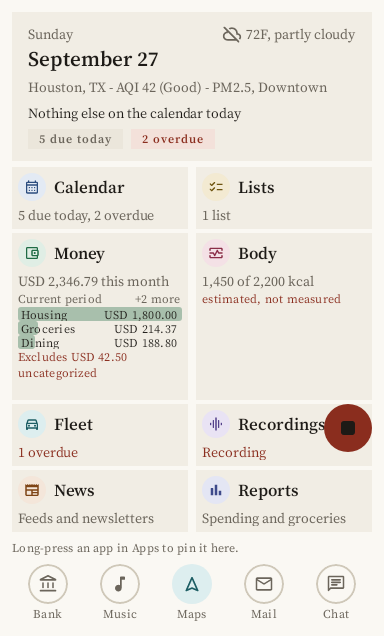 Sunday
72F, partly cloudy
September 27
Houston, TX - AQI 42 (Good) - PM2.5, Downtown
Nothing else on the calendar today
5 due today
2 overdue
Calendar
5 due today, 2 overdue
Lists
1 list
Money
USD 2,346.79 this month
Current period +2 more
Housing USD 1,800.00
Groceries USD 214.37
Dining USD 188.80
Excludes USD 42.50
uncategorized
Body
1,450 of 2,200 kcal
estimated, not measured
Fleet
1 overdue
Recordings
Recording
News
Feeds and newsletters
Reports
Spending and groceries
Long-press an app in Apps to pin it here.
Bank
Music
Maps
Mail
Chat